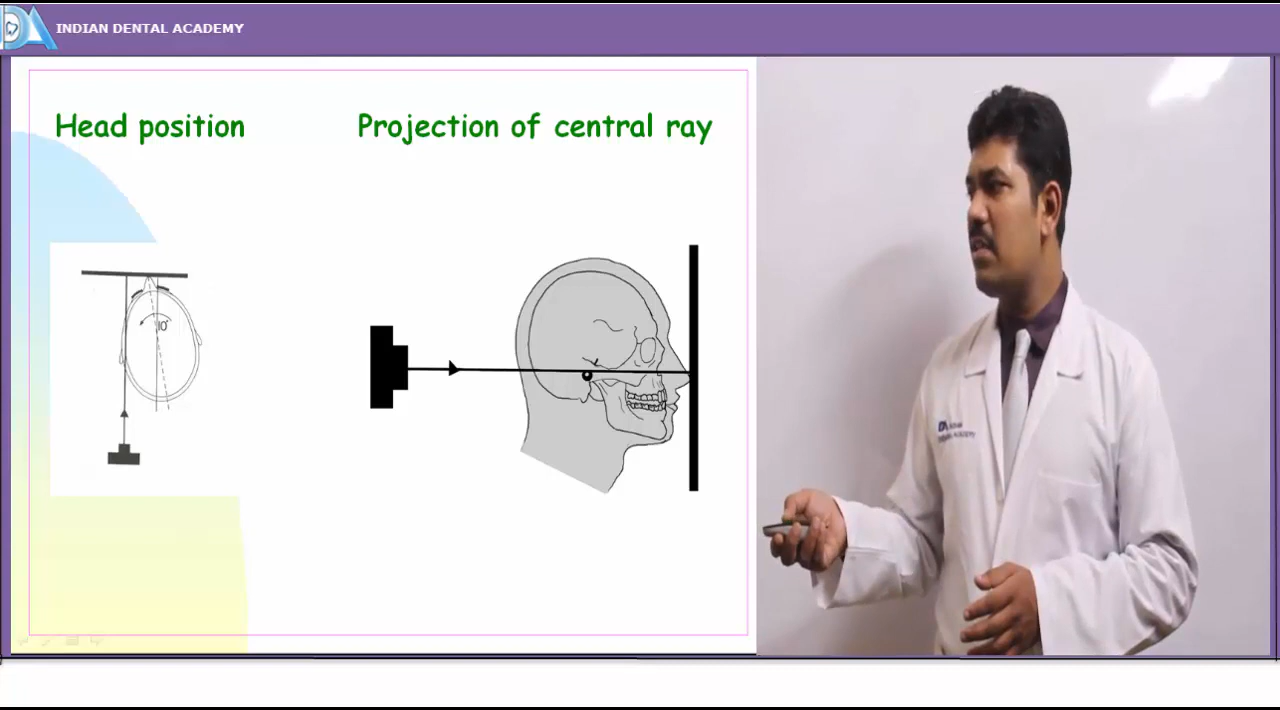 INDIAN DENTAL ACADEMY
Head position
Projection of central ray
10°